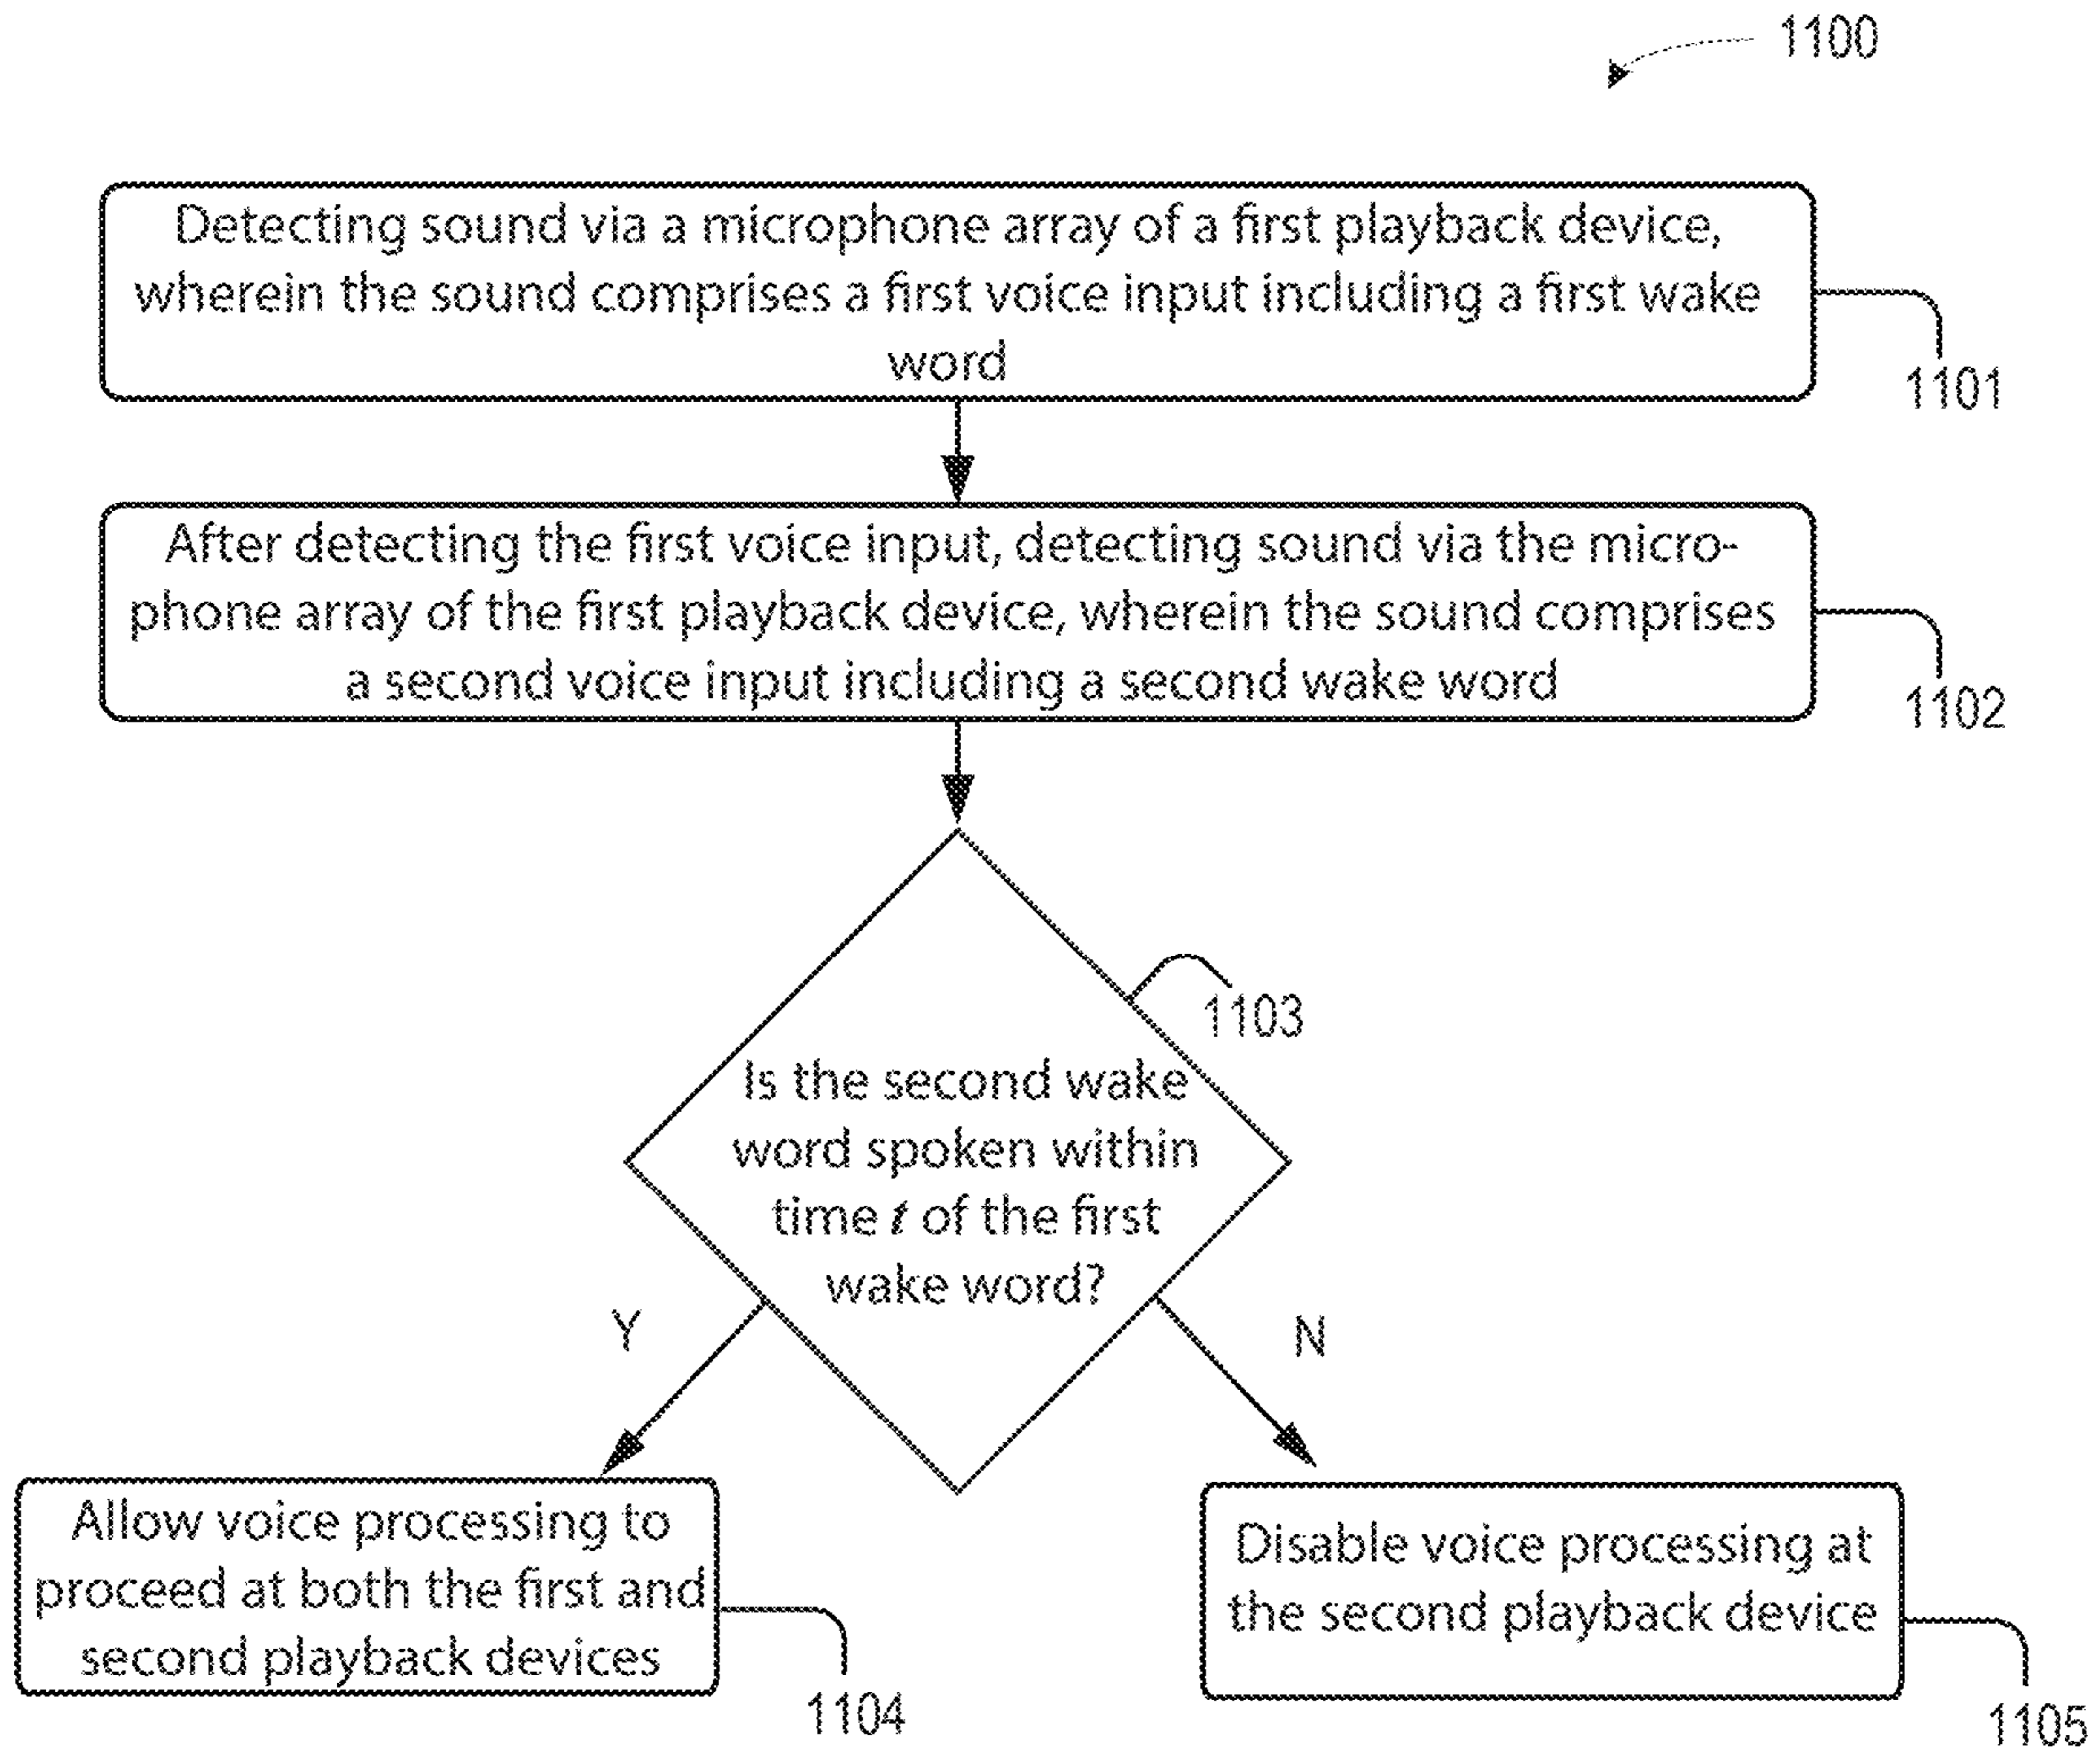 1100
Detecting sound via a microphone array of a first playback device,
wherein the sound comprises a first voice input including a first wake
word
1101
After detecting the first voice input, detecting sound via the micro-
phone array of the first playback device, wherein the sound comprises
a second voice input including a second wake word
1102
1103
Is the second wake
word spoken within
time t of the first
wake word?
Y
N
Allow voice processing to
proceed at both the first and
second playback devices
1104
Disable voice processing at
the second playback device
1105